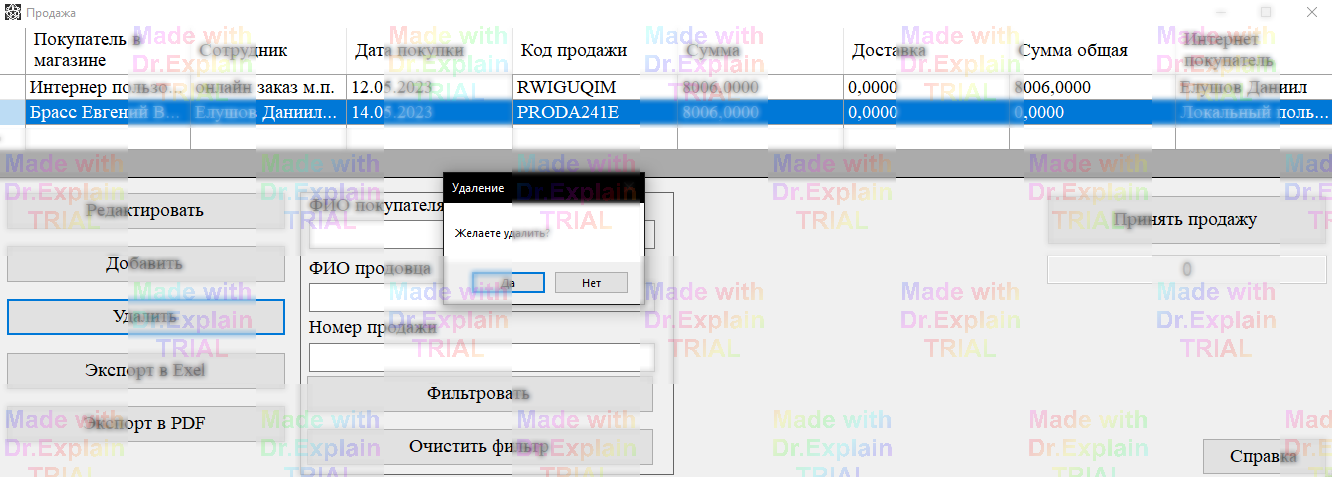 Продажа
Покупатель в магазине
Сотрудник
Дата покупки
Код продажи
Сумма
Доставка
Сумма общая
Интернет покупатель
Интернер пользо... онлайн заказ м.п. 12.05.2023 RWIGUQIM 8006,0000 0,0000 8006,0000 Елушов Даниил
Брасс Евгений В... Елушов Даниил... 14.05.2023 PRODA241E 8006,0000 0,0000 0,0000 Локальный поль...
Удаление
Желаете удалить?
Да
Нет
Редактировать
Добавить
Удалить
Экспорт в Exel
Экспорт в PDF
ФИО покупателя
ФИО продовца
Номер продажи
Фильтровать
Очистить фильтр
Принять продажу
0
Справка
Made with
Dr.Explain
TRIAL